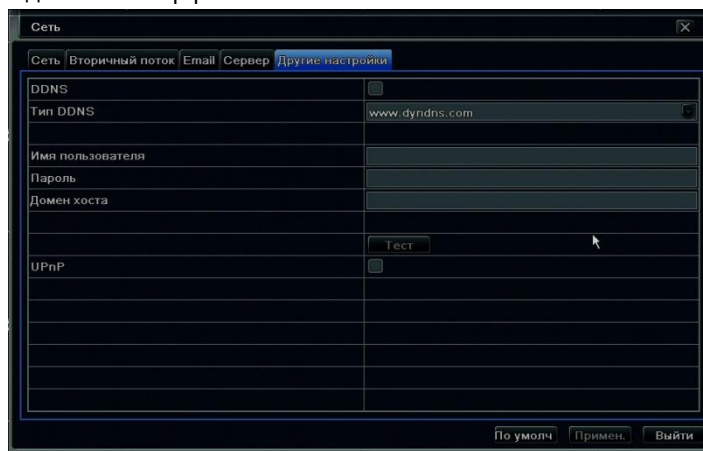 Сеть
Сеть Вторичный поток Email Сервер Другие настройки
DDNS
Тип DDNS www.dyndns.com
Имя пользователя
Пароль
Домен хоста
Тест
UPnP
По умолч Примен. Выйти